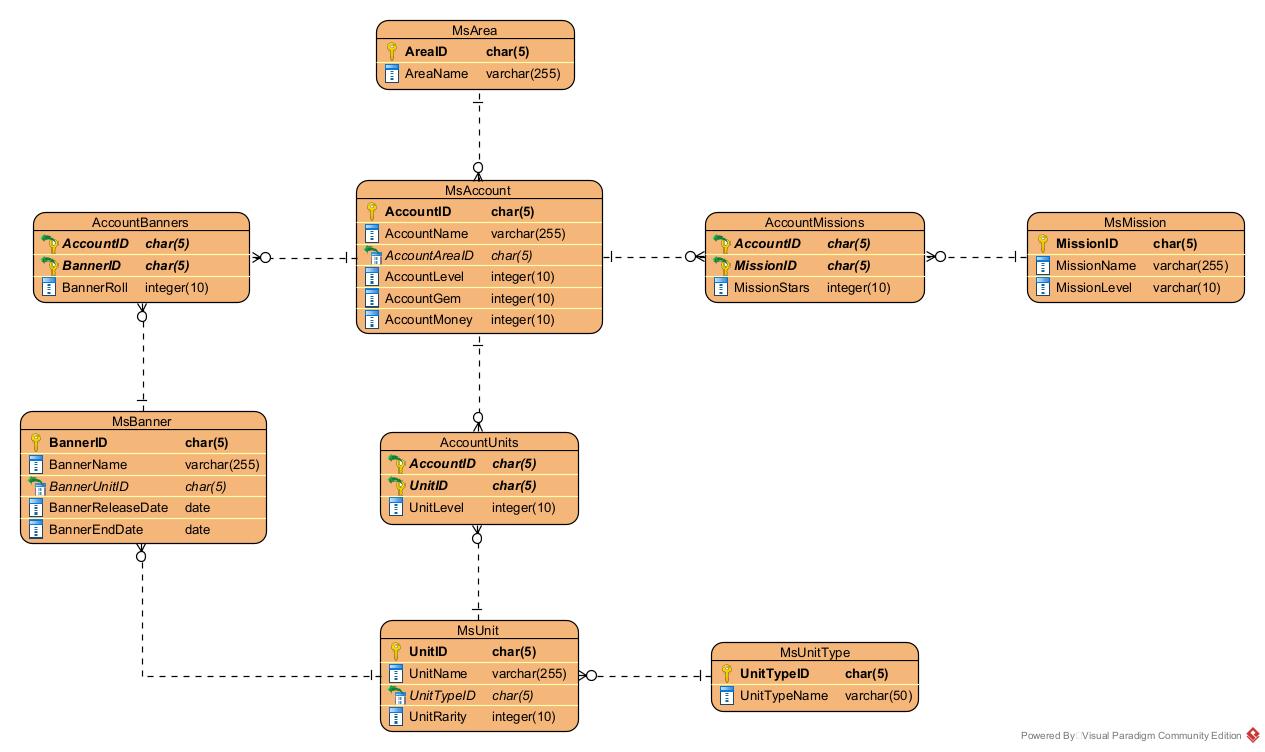 MsArea
AreaID char(5)
AreaName varchar(255)
MsAccount
AccountID char(5)
AccountName varchar(255)
AccountAreaID char(5)
AccountLevel integer(10)
AccountGem integer(10)
AccountMoney integer(10)
AccountBanners
AccountID char(5)
BannerID char(5)
BannerRoll integer(10)
AccountMissions
AccountID char(5)
MissionID char(5)
MissionStars integer(10)
MsMission
MissionID char(5)
MissionName varchar(255)
MissionLevel varchar(10)
MsBanner
BannerID char(5)
BannerName varchar(255)
BannerUnitID char(5)
BannerReleaseDate date
BannerEndDate date
AccountUnits
AccountID char(5)
UnitID char(5)
UnitLevel integer(10)
MsUnit
UnitID char(5)
UnitName varchar(255)
UnitTypeID char(5)
UnitRarity integer(10)
MsUnitType
UnitTypeID char(5)
UnitTypeName varchar(50)
Powered By: Visual Paradigm Community Edition